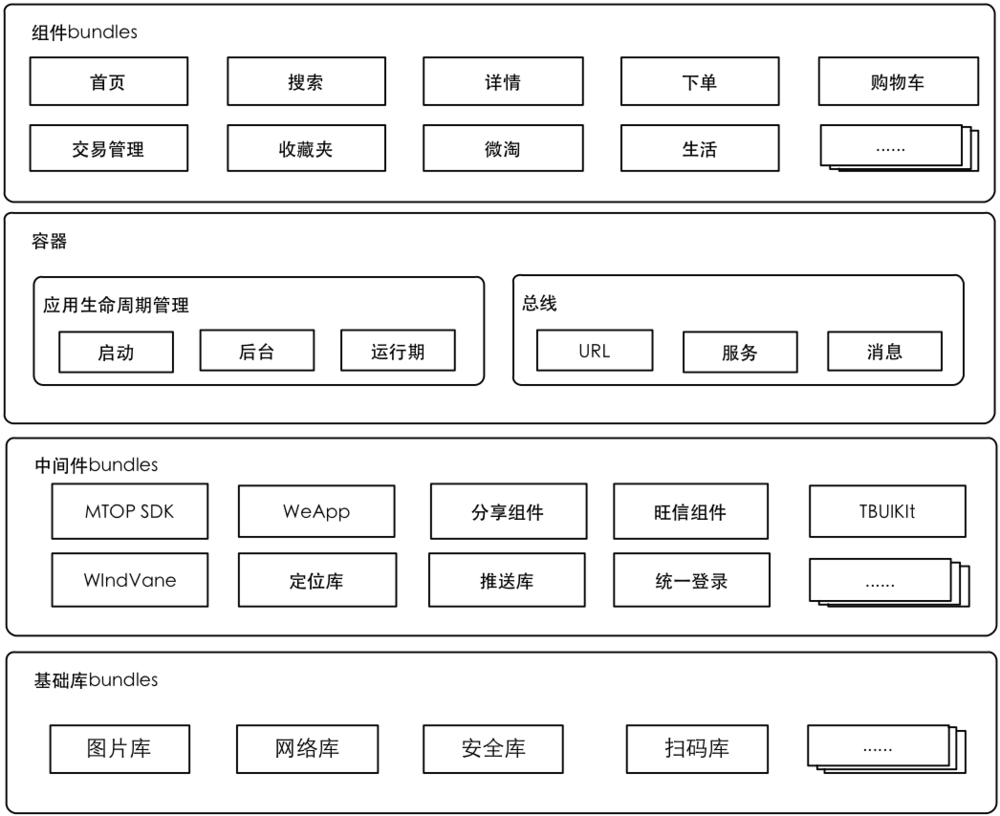 组件bundles
首页 搜索 详情 下单 购物车
交易管理 收藏夹 微淘 生活 ......
容器
应用生命周期管理 总线
启动 后台 运行期 URL 服务 消息
中间件bundles
MTOP SDK WeApp 分享组件 旺信组件 TBUIKIt
WIndVane 定位库 推送库 统一登录 ......
基础库bundles
图片库 网络库 安全库 扫码库 ......